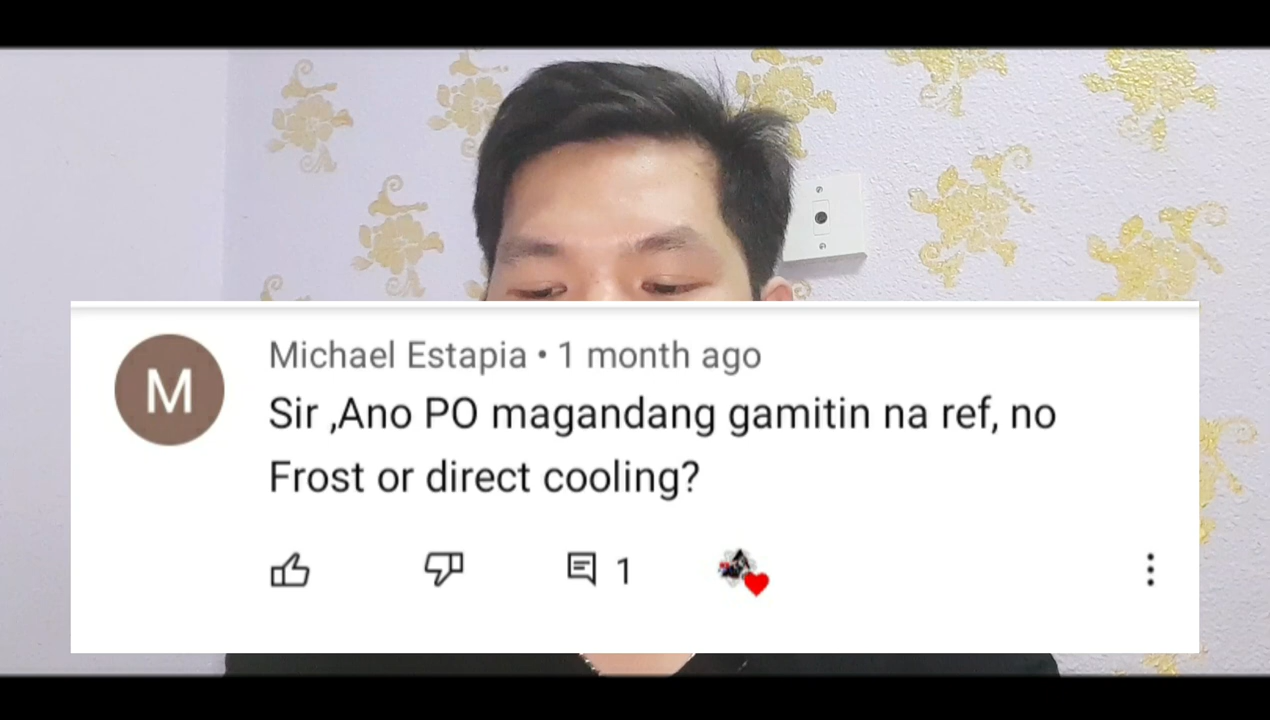 M
Michael Estapia • 1 month ago
Sir ,Ano PO magandang gamitin na ref, no
Frost or direct cooling?
1